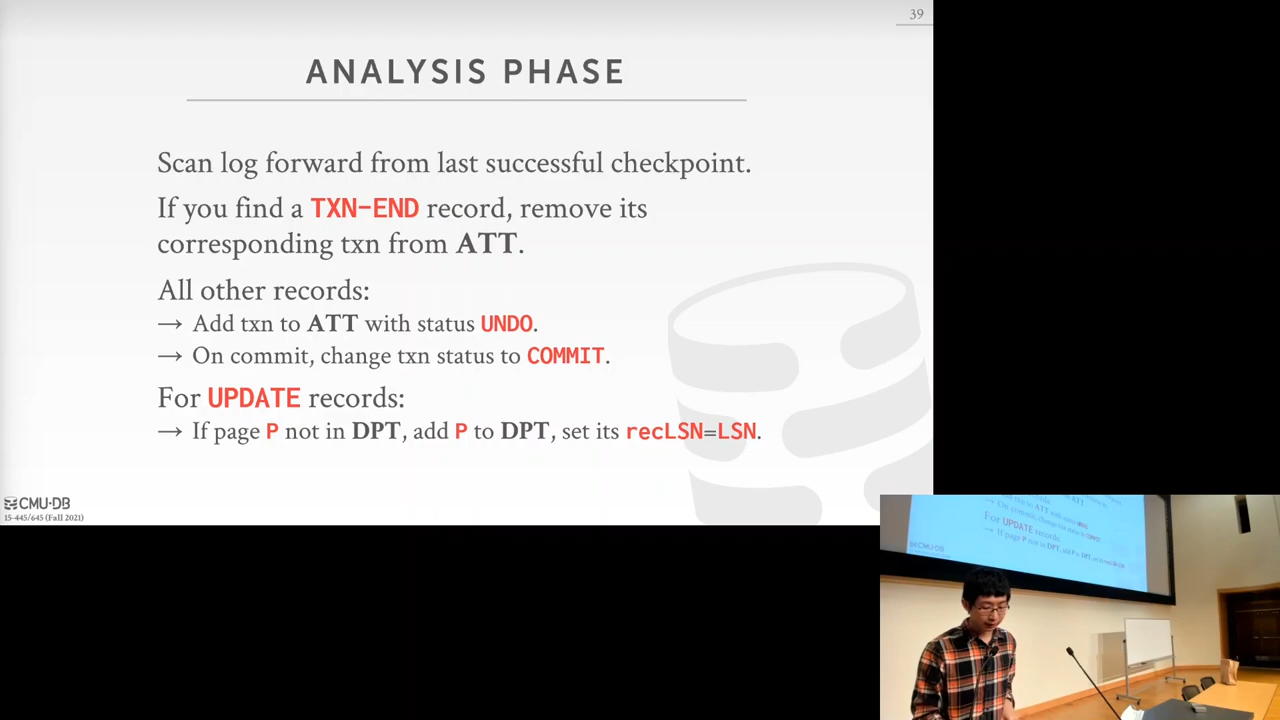 39
ANALYSIS PHASE
Scan log forward from last successful checkpoint.
If you find a TXN-END record, remove its
corresponding txn from ATT.
All other records:
→ Add txn to ATT with status UNDO.
→ On commit, change txn status to COMMIT.
For UPDATE records:
→ If page P not in DPT, add P to DPT, set its recLSN=LSN.
CMU·DB
15-445/645 (Fall 2021)
For UPDATE records: